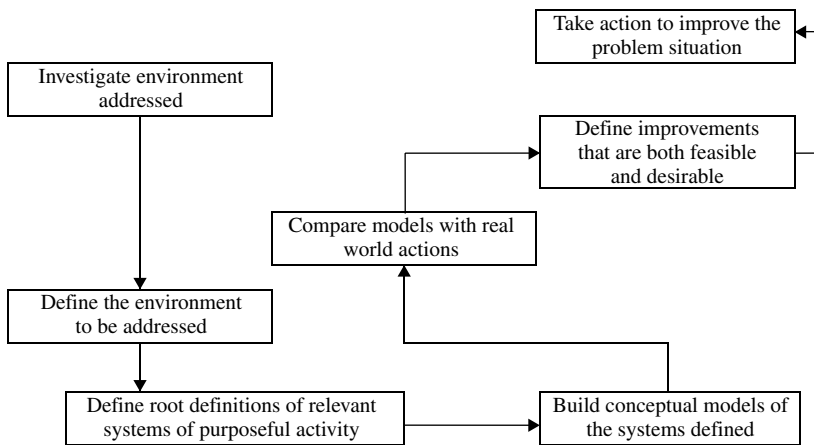 Take action to improve the
problem situation
Investigate environment
addressed
Define improvements
that are both feasible
and desirable
Compare models with real
world actions
Define the environment
to be addressed
Define root definitions of relevant
systems of purposeful activity
Build conceptual models of
the systems defined